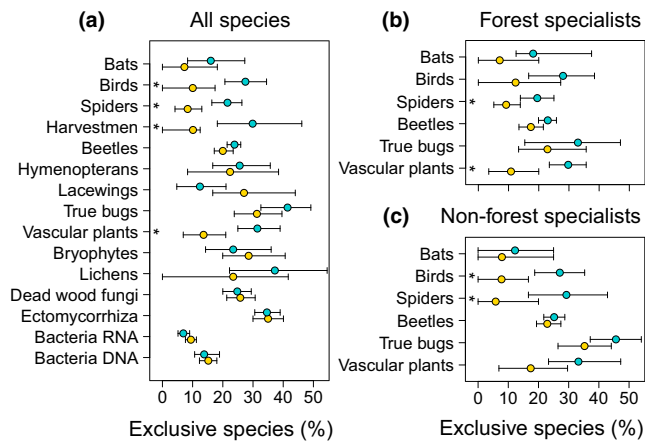 (a) All species
Bats
Birds *
Spiders *
Harvestmen *
Beetles
Hymenopterans
Lacewings
True bugs
Vascular plants *
Bryophytes
Lichens
Dead wood fungi
Ectomycorrhiza
Bacteria RNA
Bacteria DNA
0 10 20 30 40 50
Exclusive species (%)
(b) Forest specialists
Bats
Birds
Spiders *
Beetles
True bugs
Vascular plants *
(c) Non-forest specialists
Bats
Birds *
Spiders *
Beetles
True bugs
Vascular plants
0 10 20 30 40 50
Exclusive species (%)